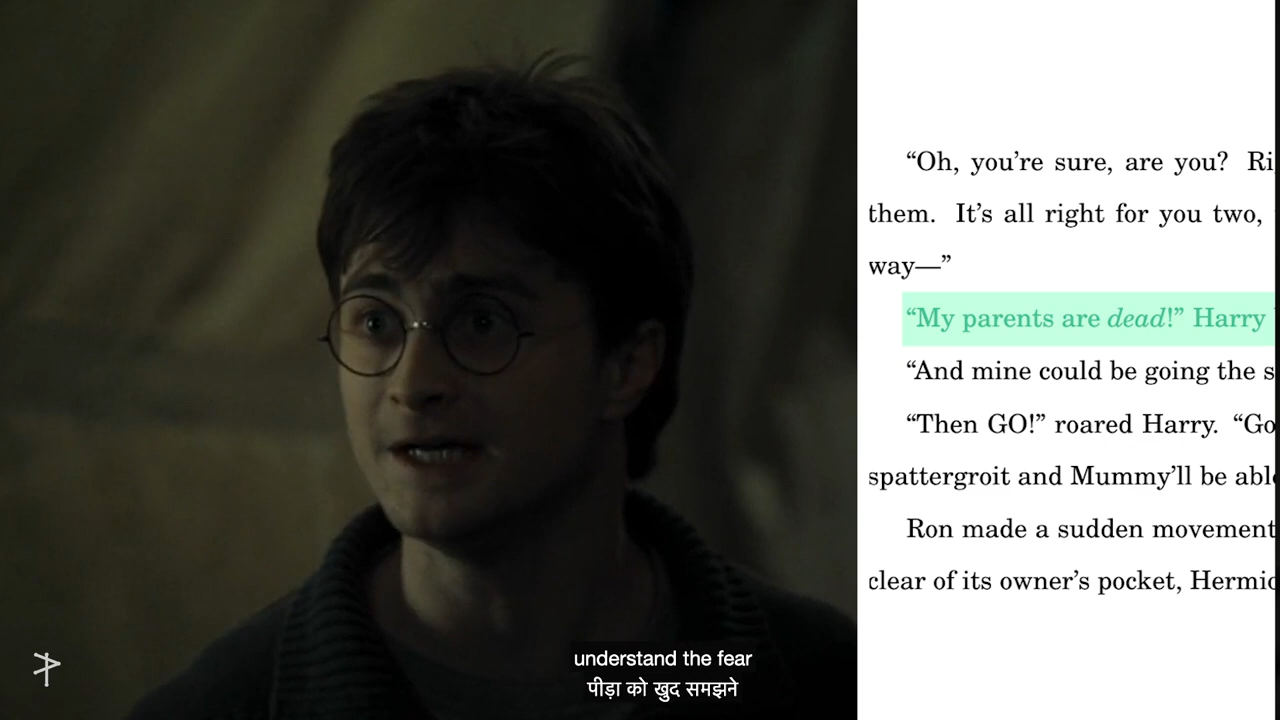 “Oh, you’re sure, are you? Ri
them. It’s all right for you two,
way—”
“My parents are dead!” Harry
“And mine could be going the s
“Then GO!” roared Harry. “Go
spattergroit and Mummy’ll be abl
Ron made a sudden movement
clear of its owner’s pocket, Hermio
understand the fear
पीड़ा को खुद समझने